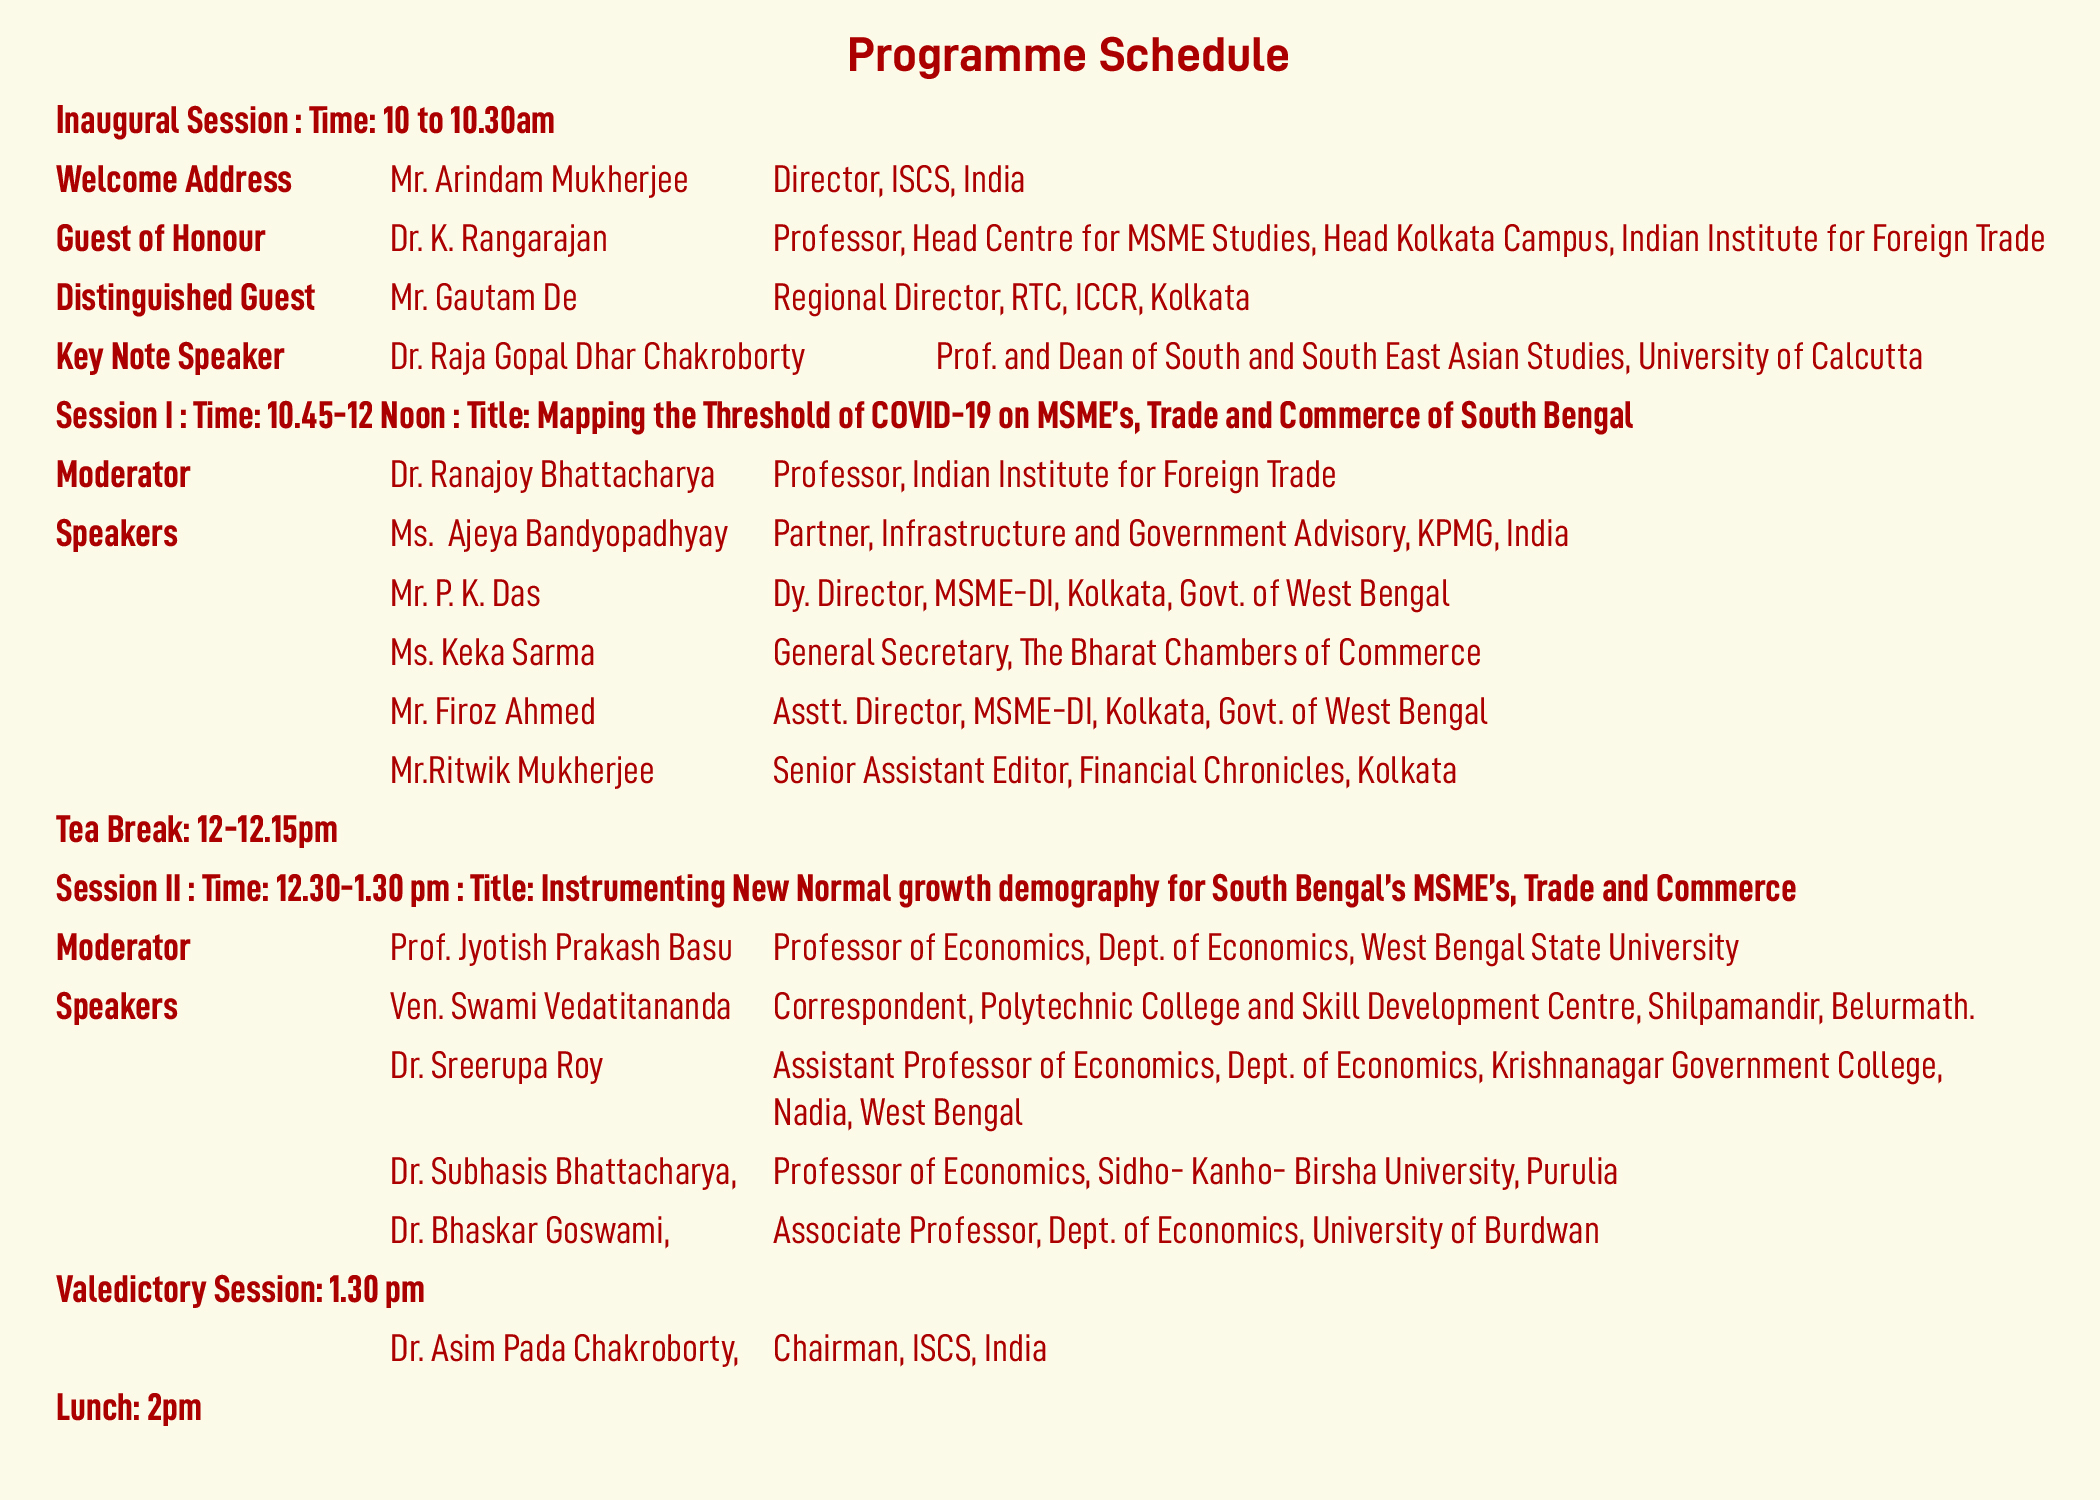 Programme Schedule
Inaugural Session : Time: 10 to 10.30am
Welcome Address Mr. Arindam Mukherjee Director, ISCS, India
Guest of Honour Dr. K. Rangarajan Professor, Head Centre for MSME Studies, Head Kolkata Campus, Indian Institute for Foreign Trade
Distinguished Guest Mr. Gautam De Regional Director, RTC, ICCR, Kolkata
Key Note Speaker Dr. Raja Gopal Dhar Chakroborty Prof. and Dean of South and South East Asian Studies, University of Calcutta
Session I : Time: 10.45-12 Noon : Title: Mapping the Threshold of COVID-19 on MSME's, Trade and Commerce of South Bengal
Moderator Dr. Ranajoy Bhattacharya Professor, Indian Institute for Foreign Trade
Speakers Ms. Ajeya Bandyopadhyay Partner, Infrastructure and Government Advisory, KPMG, India
Mr. P. K. Das Dy. Director, MSME-DI, Kolkata, Govt. of West Bengal
Ms. Keka Sarma General Secretary, The Bharat Chambers of Commerce
Mr. Firoz Ahmed Asstt. Director, MSME-DI, Kolkata, Govt. of West Bengal
Mr.Ritwik Mukherjee Senior Assistant Editor, Financial Chronicles, Kolkata
Tea Break: 12-12.15pm
Session II : Time: 12.30-1.30 pm : Title: Instrumenting New Normal growth demography for South Bengal's MSME's, Trade and Commerce
Moderator Prof. Jyotish Prakash Basu Professor of Economics, Dept. of Economics, West Bengal State University
Speakers Ven. Swami Vedatitananda Correspondent, Polytechnic College and Skill Development Centre, Shilpamandir, Belurmath.
Dr. Sreerupa Roy Assistant Professor of Economics, Dept. of Economics, Krishnanagar Government College,
Nadia, West Bengal
Dr. Subhasis Bhattacharya, Professor of Economics, Sidho- Kanho- Birsha University, Purulia
Dr. Bhaskar Goswami, Associate Professor, Dept. of Economics, University of Burdwan
Valedictory Session: 1.30 pm
Dr. Asim Pada Chakroborty, Chairman, ISCS, India
Lunch: 2pm